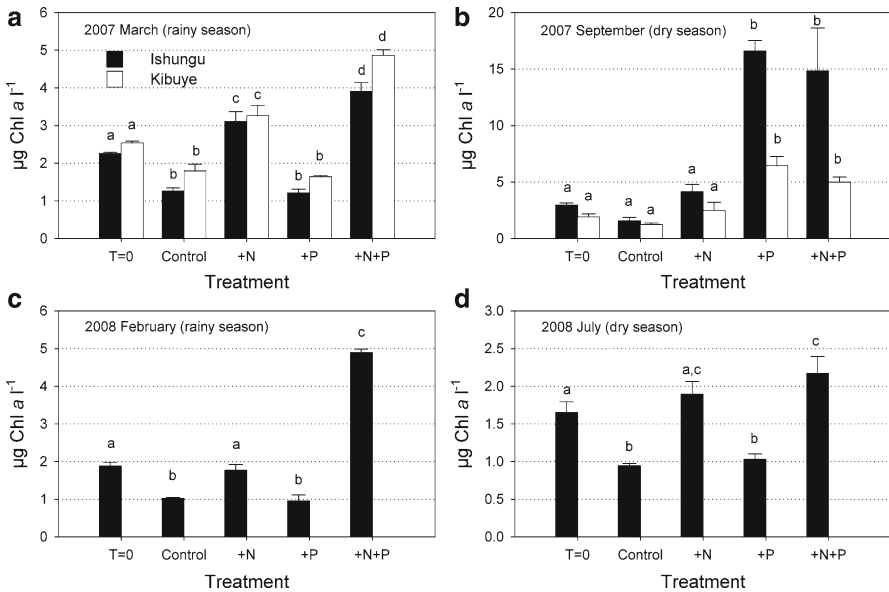 a
2007 March (rainy season)
Ishungu
Kibuye
µg Chl a l-1
6
5
4
3
2
1
0
a a
b b
c c
b b
d d
T=0 Control +N +P +N+P
Treatment
b
2007 September (dry season)
µg Chl a l-1
20
15
10
5
0
a a
a a
a a
b b
b b
T=0 Control +N +P +N+P
Treatment
c
2008 February (rainy season)
µg Chl a l-1
6
5
4
3
2
1
0
a b a b c
T=0 Control +N +P +N+P
Treatment
d
2008 July (dry season)
µg Chl a l-1
3.0
2.5
2.0
1.5
1.0
0.5
0.0
a b a,c b c
T=0 Control +N +P +N+P
Treatment